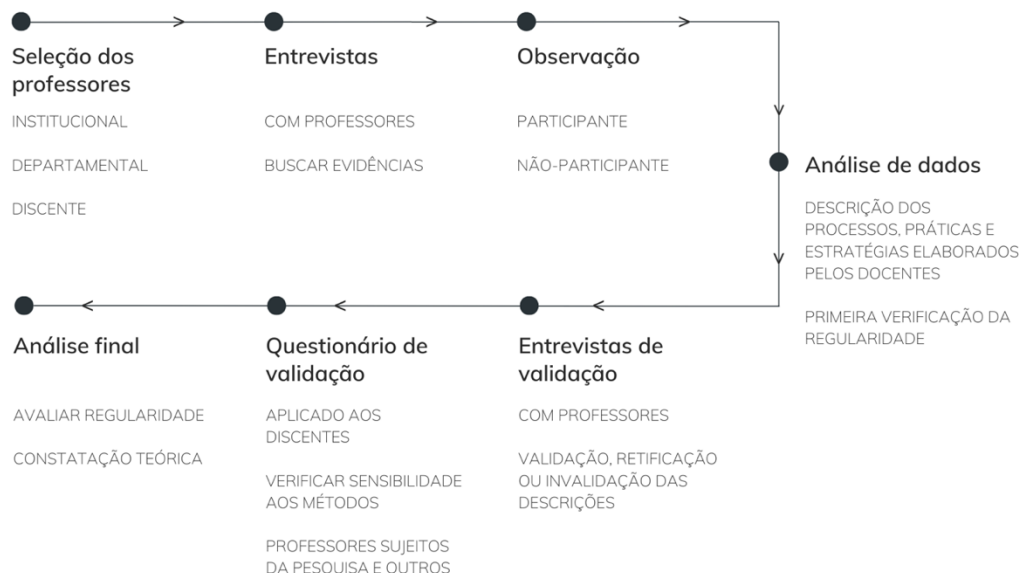 Seleção dos
professores
INSTITUCIONAL
DEPARTAMENTAL
DISCENTE
Entrevistas
COM PROFESSORES
BUSCAR EVIDÊNCIAS
Observação
PARTICIPANTE
NÃO-PARTICIPANTE
Análise de dados
DESCRIÇÃO DOS
PROCESSOS, PRÁTICAS E
ESTRATÉGIAS ELABORADOS
PELOS DOCENTES
PRIMEIRA VERIFICAÇÃO DA
REGULARIDADE
Entrevistas de
validação
COM PROFESSORES
VALIDAÇÃO, RETIFICAÇÃO
OU INVALIDAÇÃO DAS
DESCRIÇÕES
Questionário de
validação
APLICADO AOS
DISCENTES
VERIFICAR SENSIBILIDADE
AOS MÉTODOS
PROFESSORES SUJEITOS
DA PESQUISA E OUTROS
Análise final
AVALIAR REGULARIDADE
CONSTATAÇÃO TEÓRICA